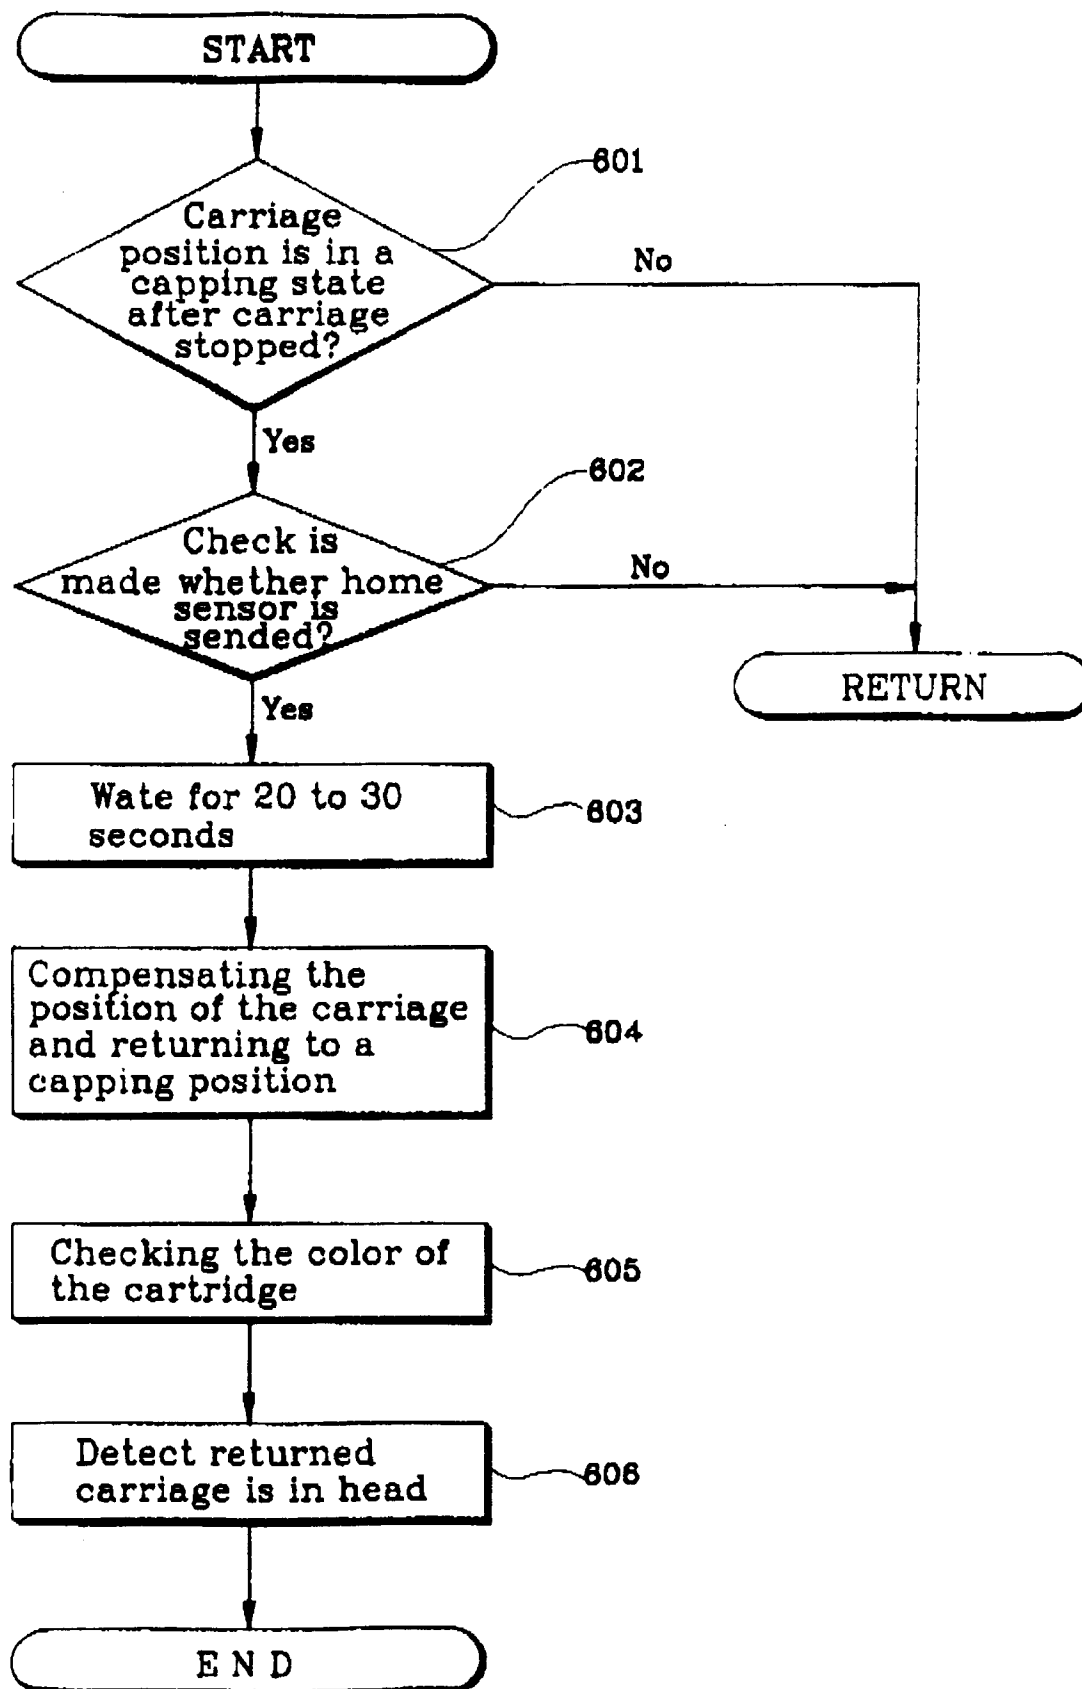 START
601
Carriage
position is in a
capping state
after carriage
stopped?
No
Yes
602
Check is
made whether home
sensor is
sended?
No
RETURN
Yes
Wate for 20 to 30
seconds
603
Compensating the
position of the carriage
and returning to a
capping position
604
Checking the color of
the cartridge
605
Detect returned
carriage is in head
606
END